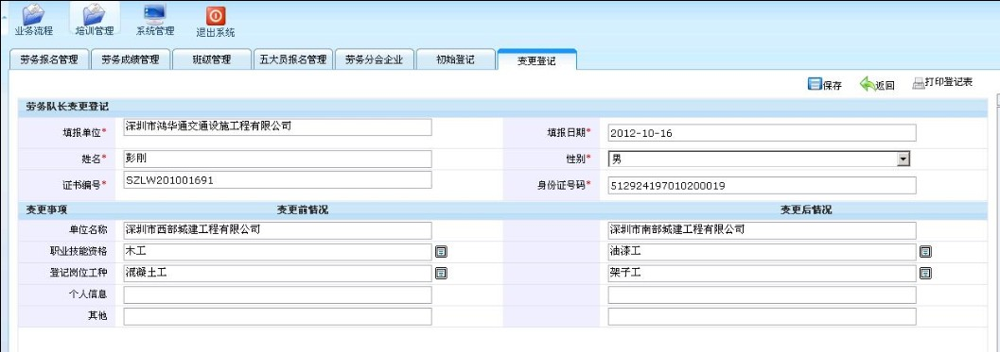 业务流程 培训管理 系统管理 退出系统
劳务报名管理 劳务成绩管理 班级管理 五大员报名管理 劳务分会企业 初始登记 变更登记
保存 返回 打印登记表
劳务队长变更登记
填报单位* 深圳市鸿华通交通设施工程有限公司 填报日期* 2012-10-16
姓名* 彭刚 性别* 男
证书编号* SZLW201001691 身份证号码* 512924197010200019
变更事项 变更前情况 变更后情况
单位名称 深圳市西部城建工程有限公司 深圳市南部城建工程有限公司
职业技能资格 木工 油漆工
登记岗位工种 混凝土工 架子工
个人信息
其他